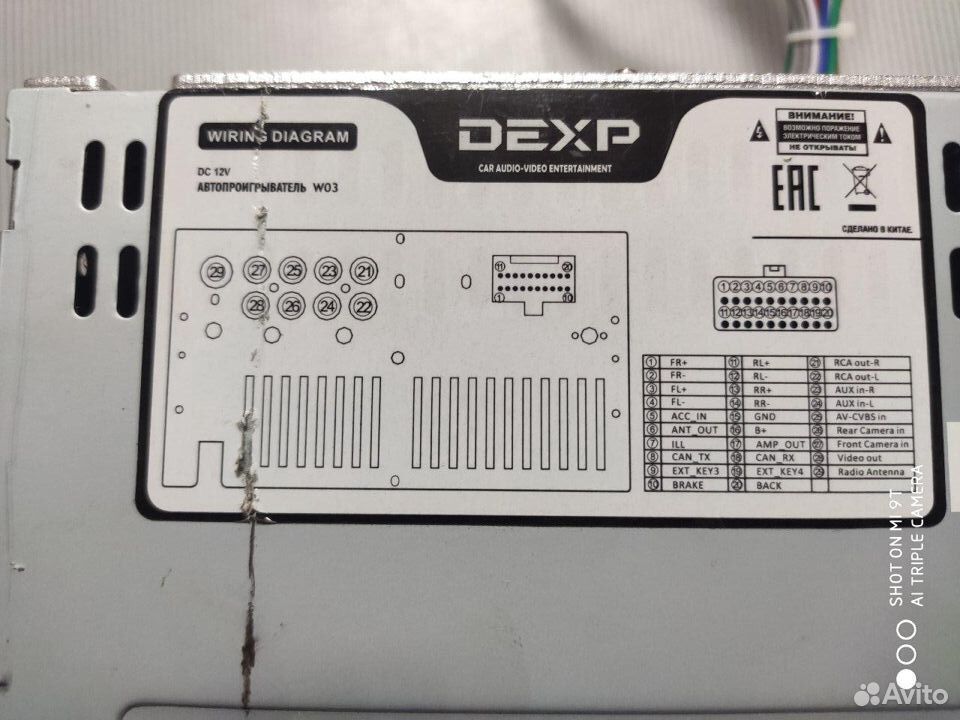 WIRING DIAGRAM
DEXP
CAR AUDIO-VIDEO ENTERTAINMENT
ВНИМАНИЕ!
ВОЗМОЖНО ПОРАЖЕНИЕ
ЭЛЕКТРИЧЕСКИМ ТОКОМ
НЕ ОТКРЫВАТЬ!
DC 12V
АВТОПРОИГРЫВАТЕЛЬ W03
EAC
СДЕЛАНО В КИТАЕ.
29 27 25 23 21
28 26 24 22
11 20
1 10
1 2 3 4 5 6 7 8 9 10
11 12 13 14 15 16 17 18 19 20
1 FR+ 11 RL+ 21 RCA out-R
2 FR- 12 RL- 22 RCA out-L
3 FL+ 13 RR+ 23 AUX in-R
4 FL- 14 RR- 24 AUX in-L
5 ACC_IN 15 GND 25 AV-CVBS in
6 ANT_OUT 16 B+ 26 Rear Camera in
7 ILL 17 AMP_OUT 27 Front Camera in
8 CAN_TX 18 CAN_RX 28 Video out
9 EXT_KEY3 19 EXT_KEY4 29 Radio Antenna
10 BRAKE 20 BACK
SHOT ON MI 9T
AI TRIPLE CAMERA
Avito